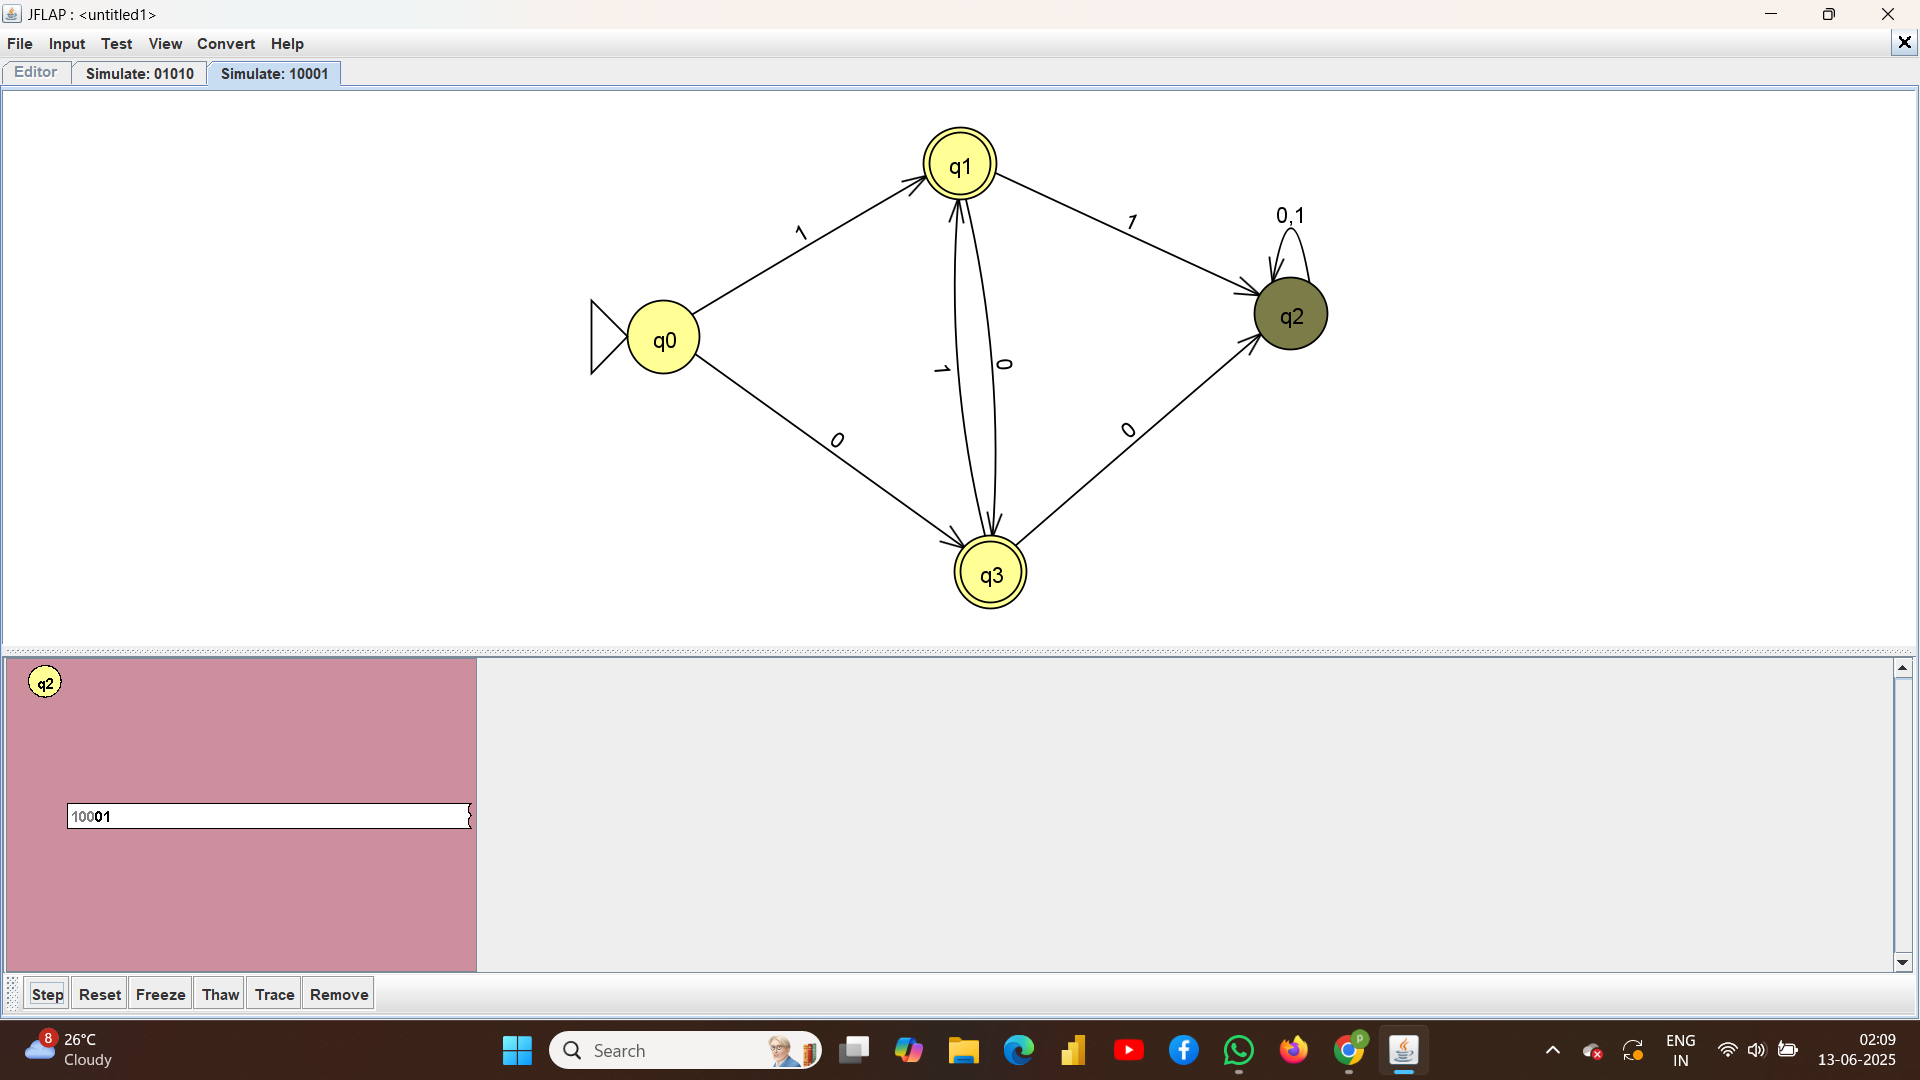 JFLAP : <untitled1>
File Input Test View Convert Help
Editor Simulate: 01010 Simulate: 10001
q1
0,1
1
1
q2
q0
1
0
0
0
q3
q2
10001
Step Reset Freeze Thaw Trace Remove
8
26°C
Cloudy
Search
P
ENG
IN
02:09
13-06-2025